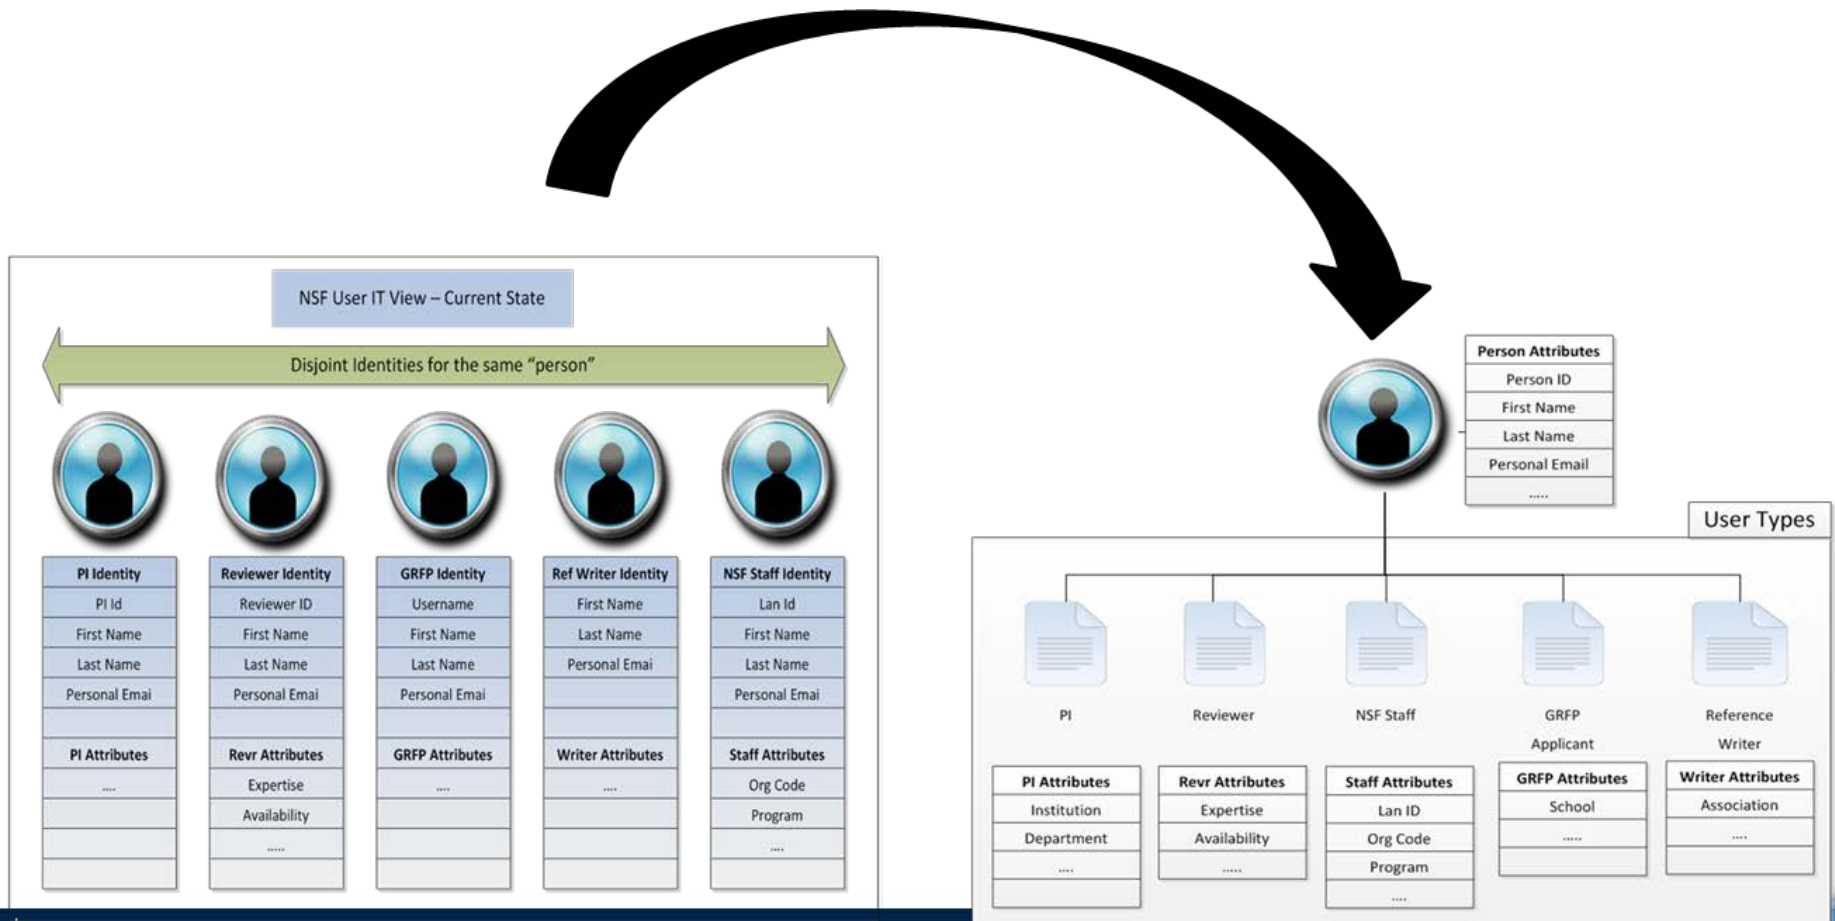 NSF User IT View – Current State
Disjoint Identities for the same “person”
PI Identity
PI Id
First Name
Last Name
Personal Emai
PI Attributes
....
Reviewer Identity
Reviewer ID
First Name
Last Name
Personal Emai
Revr Attributes
Expertise
Availability
.....
GRFP Identity
Username
First Name
Last Name
Personal Emai
GRFP Attributes
....
Ref Writer Identity
First Name
Last Name
Personal Emai
Writer Attributes
....
NSF Staff Identity
Lan Id
First Name
Last Name
Personal Emai
Staff Attributes
Org Code
Program
....
Person Attributes
Person ID
First Name
Last Name
Personal Email
.....
User Types
PI
PI Attributes
Institution
Department
....
Reviewer
Revr Attributes
Expertise
Availability
.....
NSF Staff
Staff Attributes
Lan ID
Org Code
Program
....
GRFP
Applicant
GRFP Attributes
School
.....
Reference
Writer
Writer Attributes
Association
....